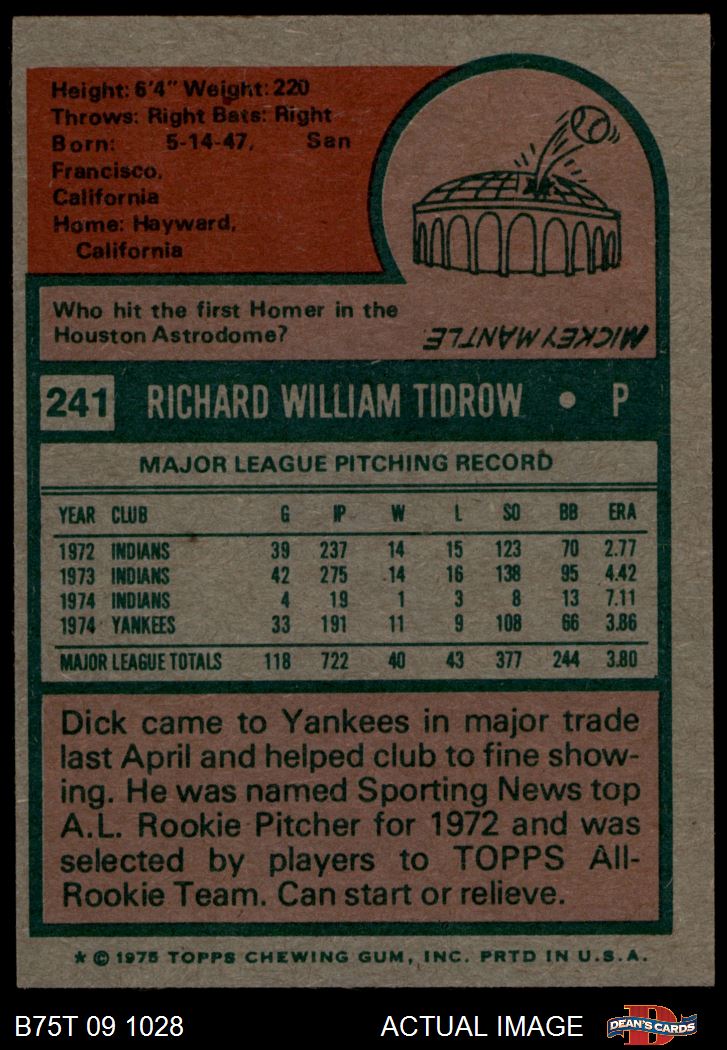 Height: 6'4" Weight: 220
Throws: Right Bats: Right
Born: 5-14-47, San
Francisco,
California
Home: Hayward,
California
Who hit the first Homer in the
Houston Astrodome?
MICKEY MANTLE
241 RICHARD WILLIAM TIDROW • P
MAJOR LEAGUE PITCHING RECORD
YEAR CLUB G IP W L SO BB ERA
1972 INDIANS 39 237 14 15 123 70 2.77
1973 INDIANS 42 275 14 16 138 95 4.42
1974 INDIANS 4 19 1 3 8 13 7.11
1974 YANKEES 33 191 11 9 108 66 3.86
MAJOR LEAGUE TOTALS 118 722 40 43 377 244 3.80
Dick came to Yankees in major trade
last April and helped club to fine show-
ing. He was named Sporting News top
A.L. Rookie Pitcher for 1972 and was
selected by players to TOPPS All-
Rookie Team. Can start or relieve.
* © 1975 TOPPS CHEWING GUM, INC. PRTD IN U.S.A.
B75T 09 1028 ACTUAL IMAGE D DEAN'S CARDS